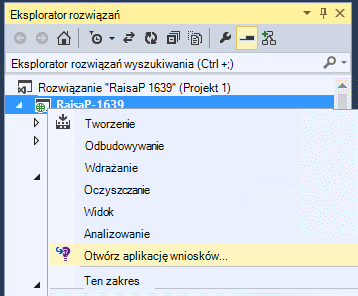 Eksplorator rozwiązań
Eksplorator rozwiązań wyszukiwania (Ctrl +;)
Rozwiązanie "RaisaP 1639" (Projekt 1)
RaisaP-1639
Tworzenie
Odbudowywanie
Wdrażanie
Oczyszczanie
Widok
Analizowanie
Otwórz aplikację wniosków...
Ten zakres